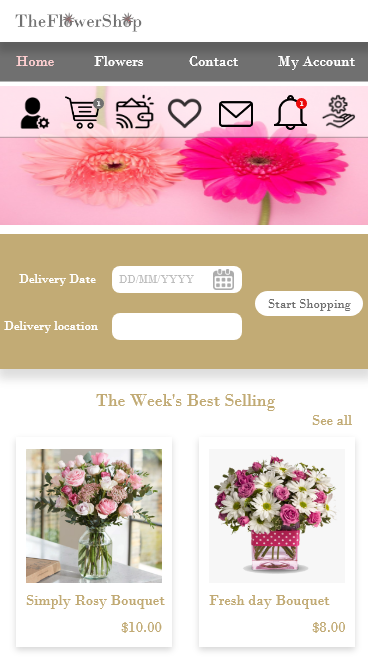 TheFlowerShop
Home Flowers Contact My Account
1 1
Delivery Date DD/MM/YYYY
Start Shopping
Delivery location
The Week's Best Selling
See all
Simply Rosy Bouquet Fresh day Bouquet
$10.00 $8.00